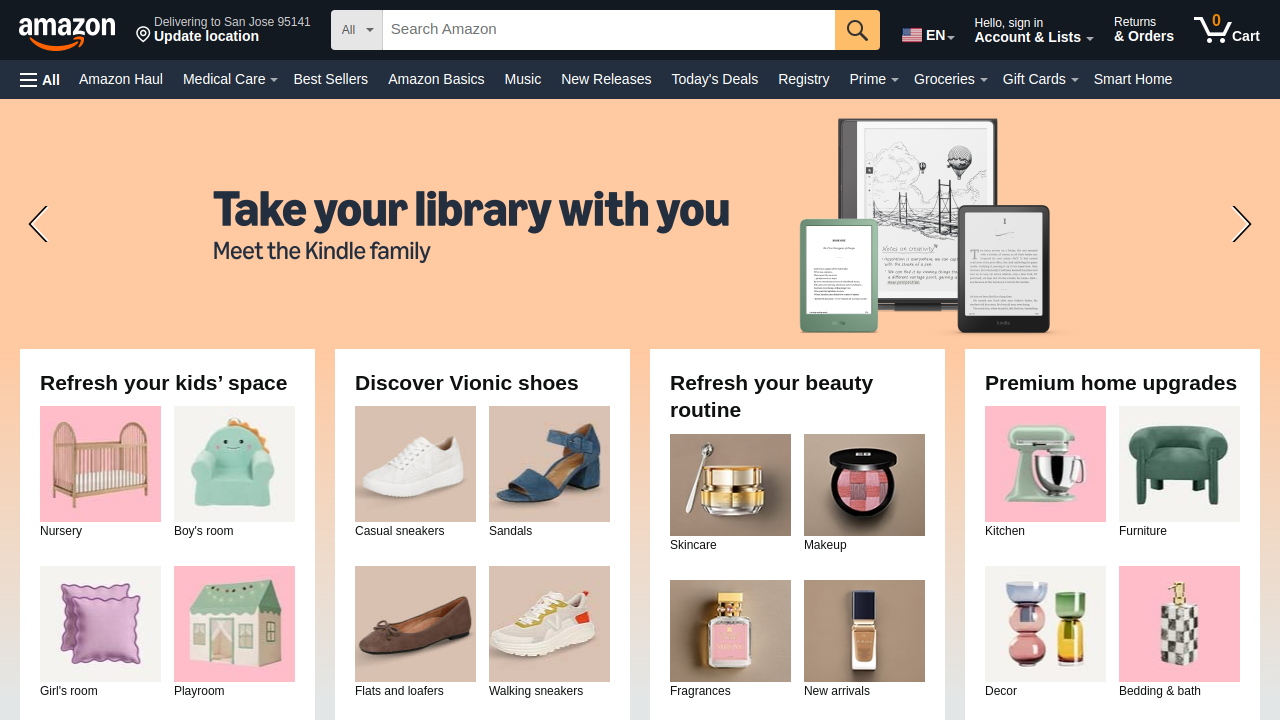 amazon
Delivering to San Jose 95141
Update location
All
Search Amazon
EN
Hello, sign in
Account & Lists
Returns
& Orders
0
Cart
All
Amazon Haul
Medical Care
Best Sellers
Amazon Basics
Music
New Releases
Today's Deals
Registry
Prime
Groceries
Gift Cards
Smart Home
Take your library with you
Meet the Kindle family
Notes on creativity
Refresh your kids’ space
Nursery
Boy's room
Girl's room
Playroom
Discover Vionic shoes
Casual sneakers
Sandals
Flats and loafers
Walking sneakers
Refresh your beauty
routine
Skincare
Makeup
Fragrances
New arrivals
Premium home upgrades
Kitchen
Furniture
Decor
Bedding & bath